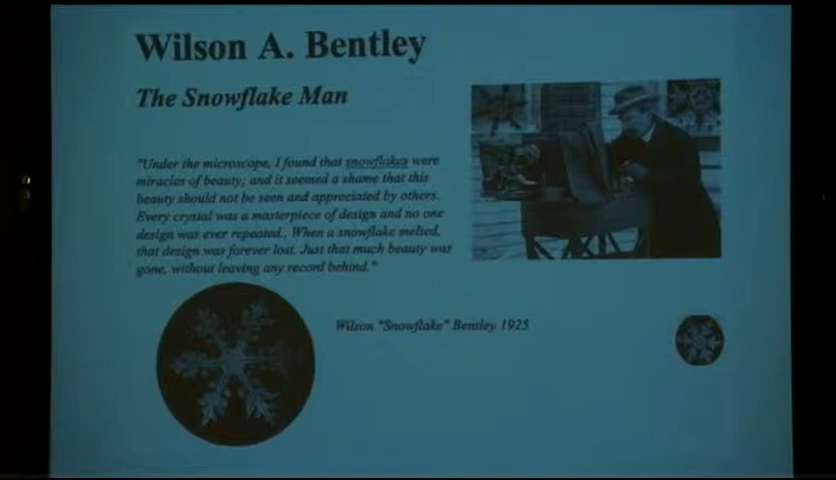 Wilson A. Bentley
The Snowflake Man
"Under the microscope, I found that snowflakes were
miracles of beauty; and it seemed a shame that this
beauty should not be seen and appreciated by others.
Every crystal was a masterpiece of design and no one
design was ever repeated., When a snowflake melted,
that design was forever lost. Just that much beauty was
gone, without leaving any record behind."
Wilson "Snowflake" Bentley 1925